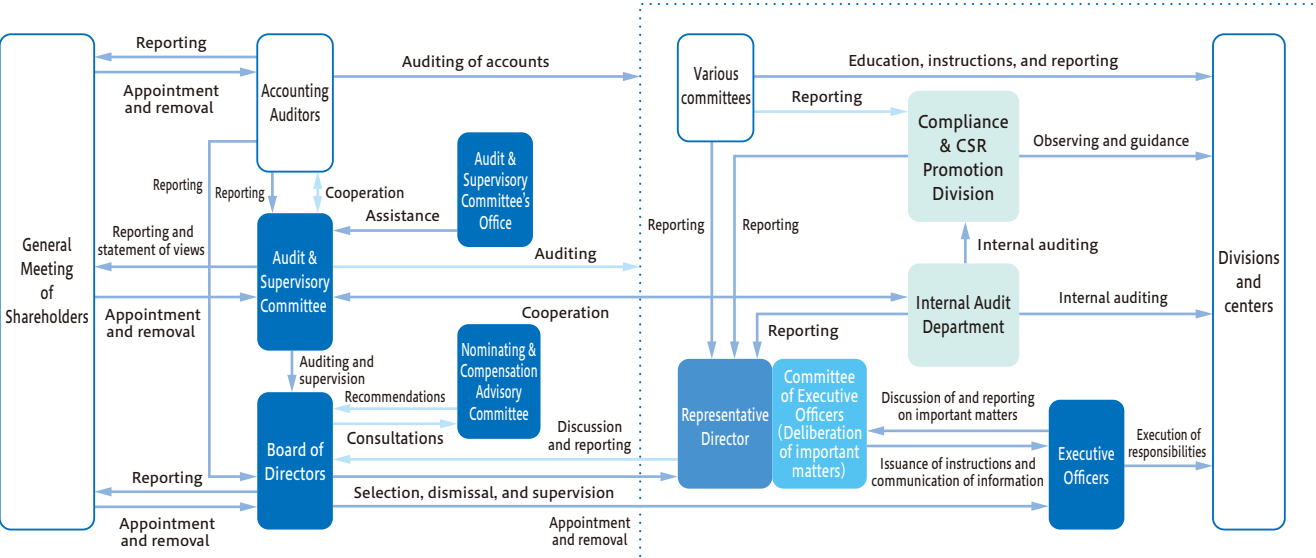 General
Meeting
of
Shareholders
Reporting
Appointment
and removal
Accounting
Auditors
Auditing of accounts
Reporting
Reporting
Cooperation
Audit &
Supervisory
Committee's
Office
Assistance
Reporting and
statement of views
Audit &
Supervisory
Committee
Auditing
Appointment
and removal
Cooperation
Auditing and
supervision
Nominating &
Compensation
Advisory
Committee
Recommendations
Consultations
Board of
Directors
Discussion
and reporting
Reporting
Selection, dismissal, and supervision
Appointment
and removal
Appointment
and removal
Various
committees
Education, instructions, and reporting
Reporting
Compliance
& CSR
Promotion
Division
Observing and guidance
Reporting
Reporting
Internal auditing
Internal Audit
Department
Internal auditing
Reporting
Divisions
and
centers
Representative
Director
Committee
of Executive
Officers
(Deliberation
of important
matters)
Discussion of and reporting
on important matters
Issuance of instructions and
communication of information
Executive
Officers
Execution of
responsibilities